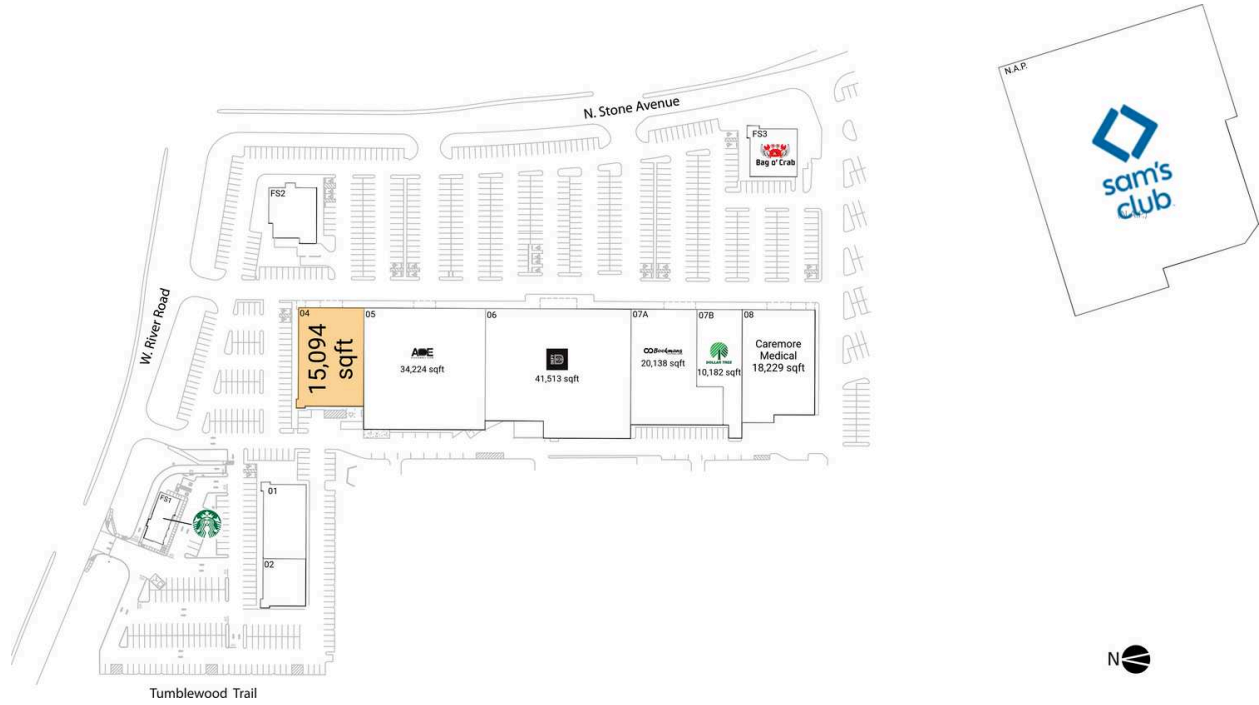 N. Stone Avenue
N.A.P.
sam's
club
FS3
Bag o' Crab
FS2
W. River Road
04
15,094
sqft
05
34,224 sqft
06
41,513 sqft
07A
Bookmans
20,138 sqft
07B
DOLLAR TREE
10,182 sqft
08
Caremore
Medical
18,229 sqft
FS1
01
02
N
Tumblewood Trail